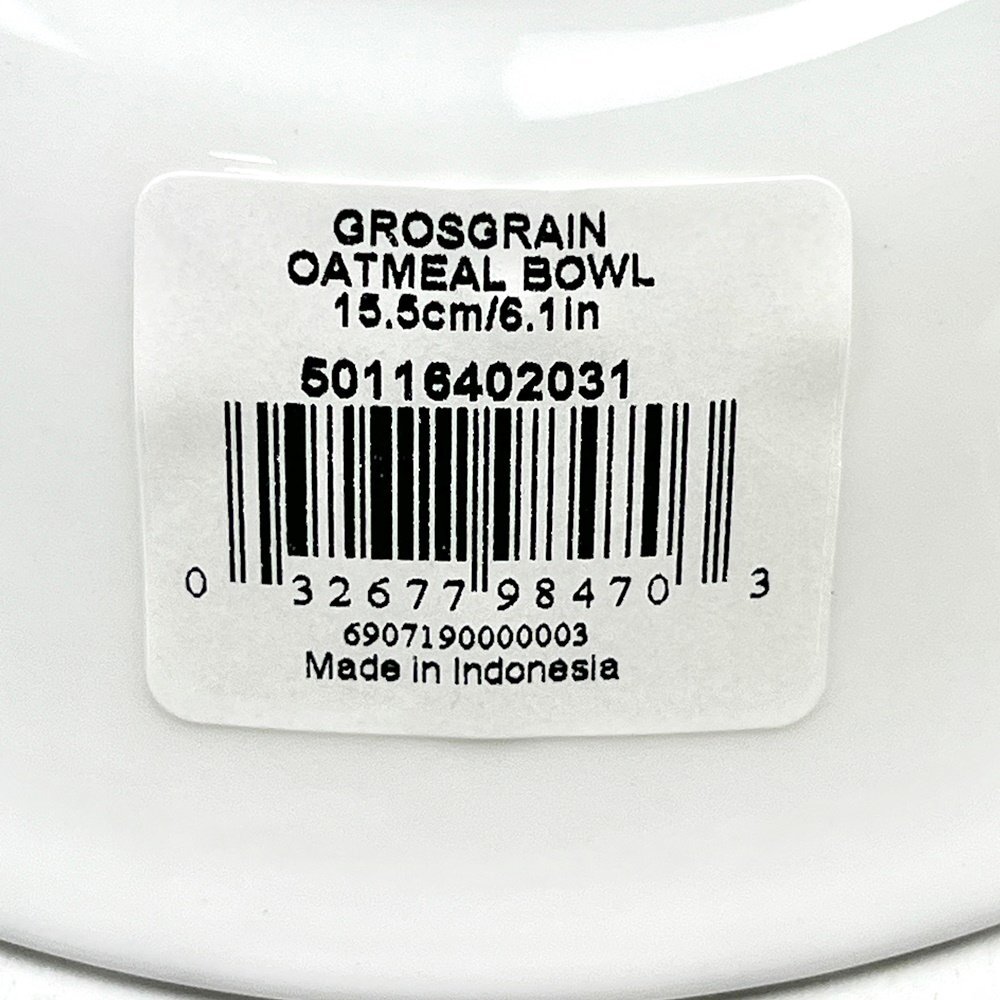 GROSGRAIN
OATMEAL BOWL
15.5cm/6.1in
50116402031
0 32677 98470 3
6907190000003
Made in Indonesia